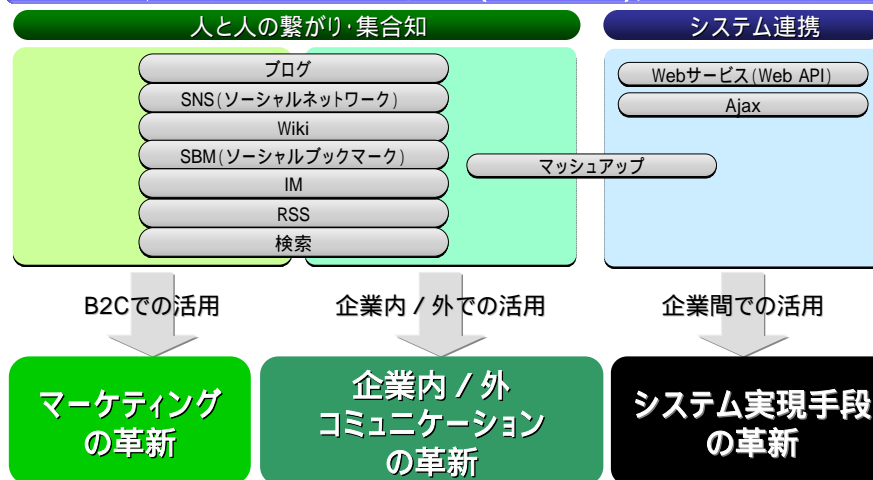 人と人の繋がり・集合知
システム連携
ブログ
SNS(ソーシャルネットワーク)
Wiki
SBM(ソーシャルブックマーク)
IM
RSS
検索
マッシュアップ
Webサービス(Web API)
Ajax
B2Cでの活用
企業内 / 外での活用
企業間での活用
マーケティング
の革新
企業内 / 外
コミュニケーション
の革新
システム実現手段
の革新